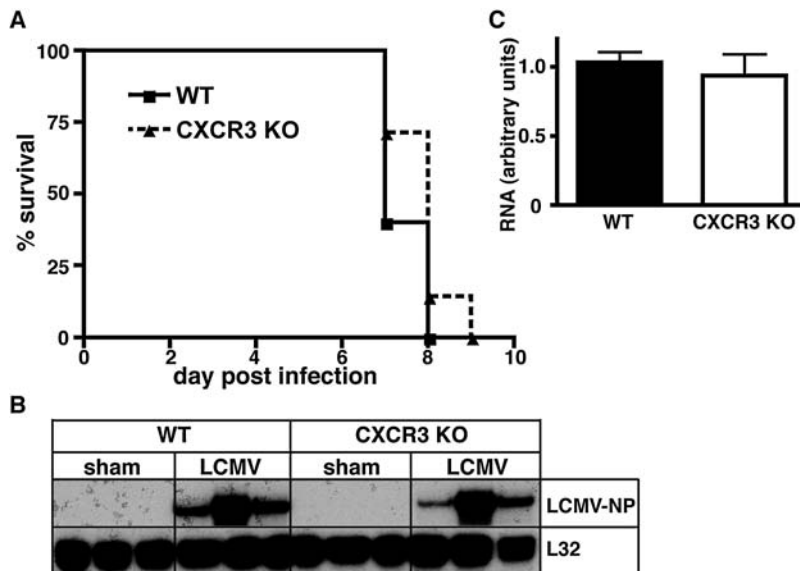 A
100
75
50
25
0
% survival
WT
CXCR3 KO
0 2 4 6 8 10
day post infection
C
RNA (arbitrary units)
1.0
0.5
0
WT CXCR3 KO
B
WT CXCR3 KO
sham LCMV sham LCMV
LCMV-NP
L32